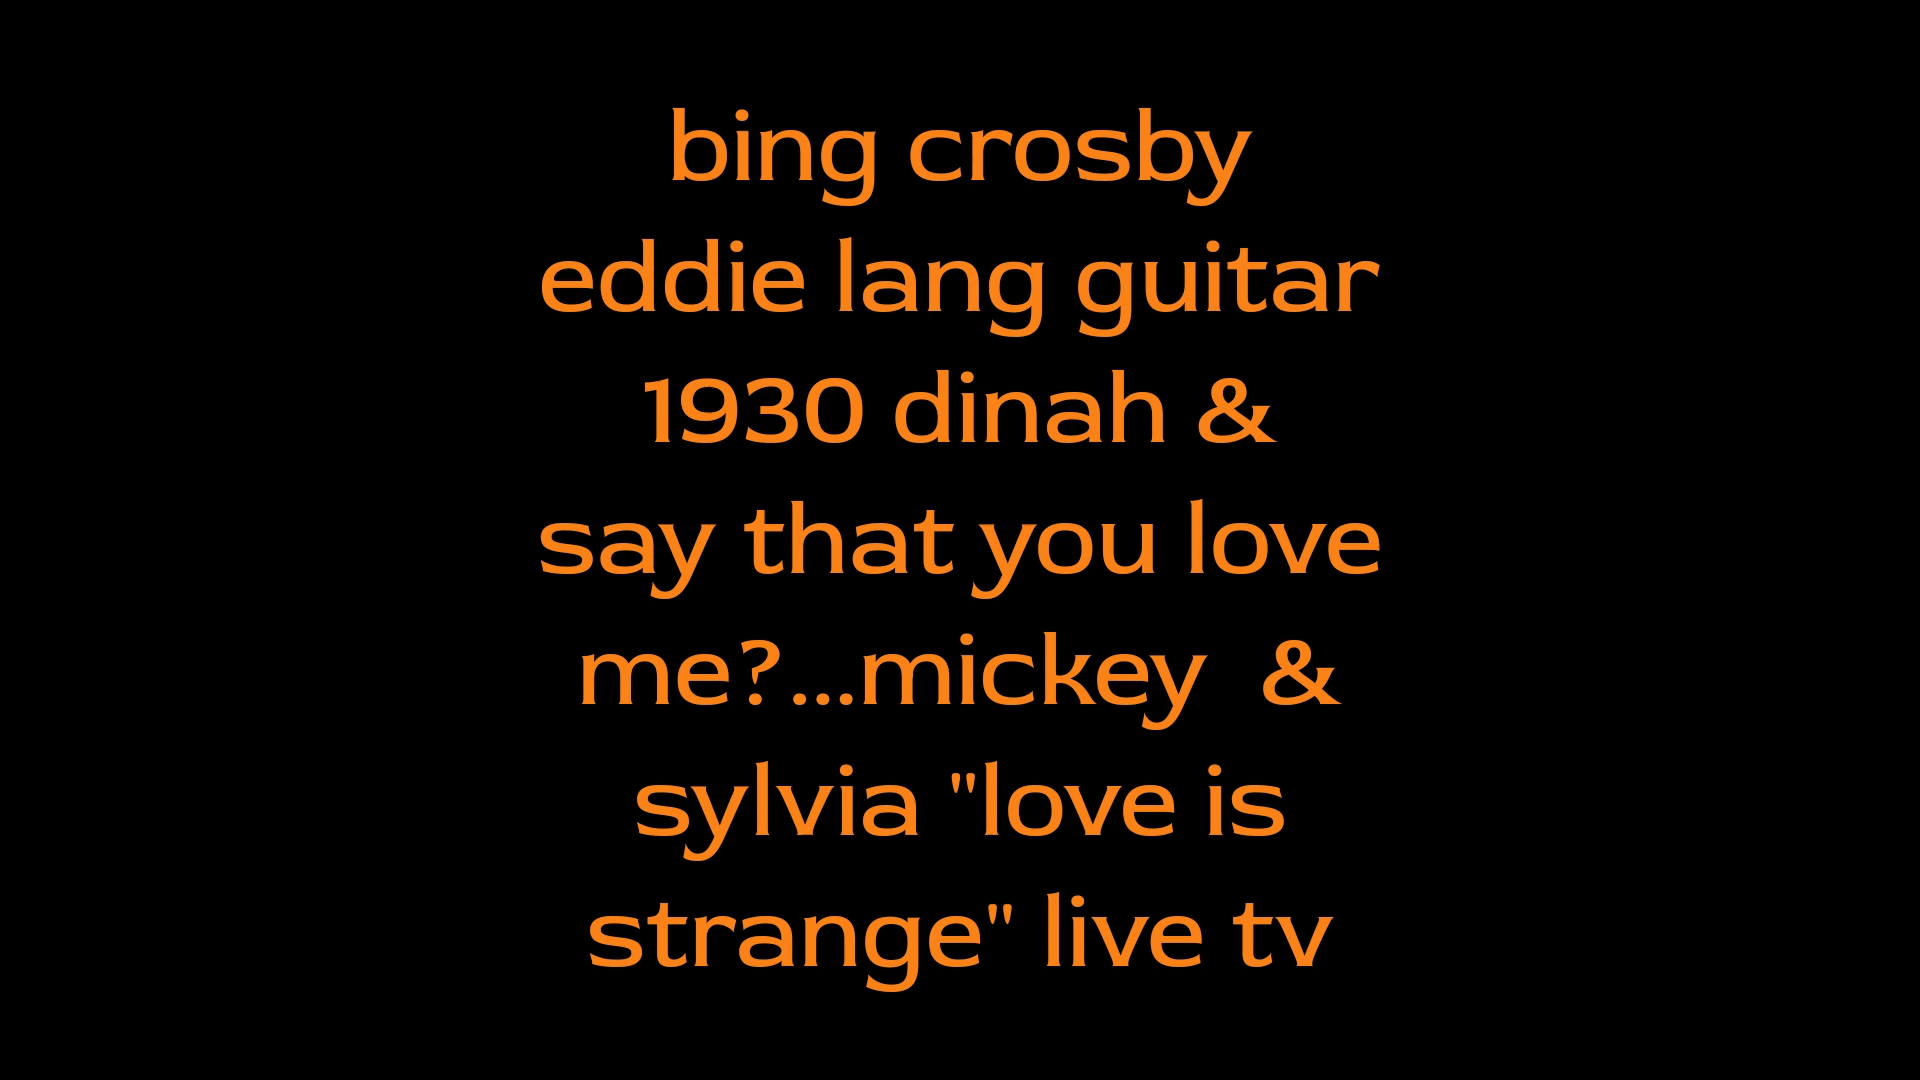 bing crosby
eddie lang guitar
1930 dinah &
say that you love
me?...mickey  &
sylvia "love is
strange" live tv